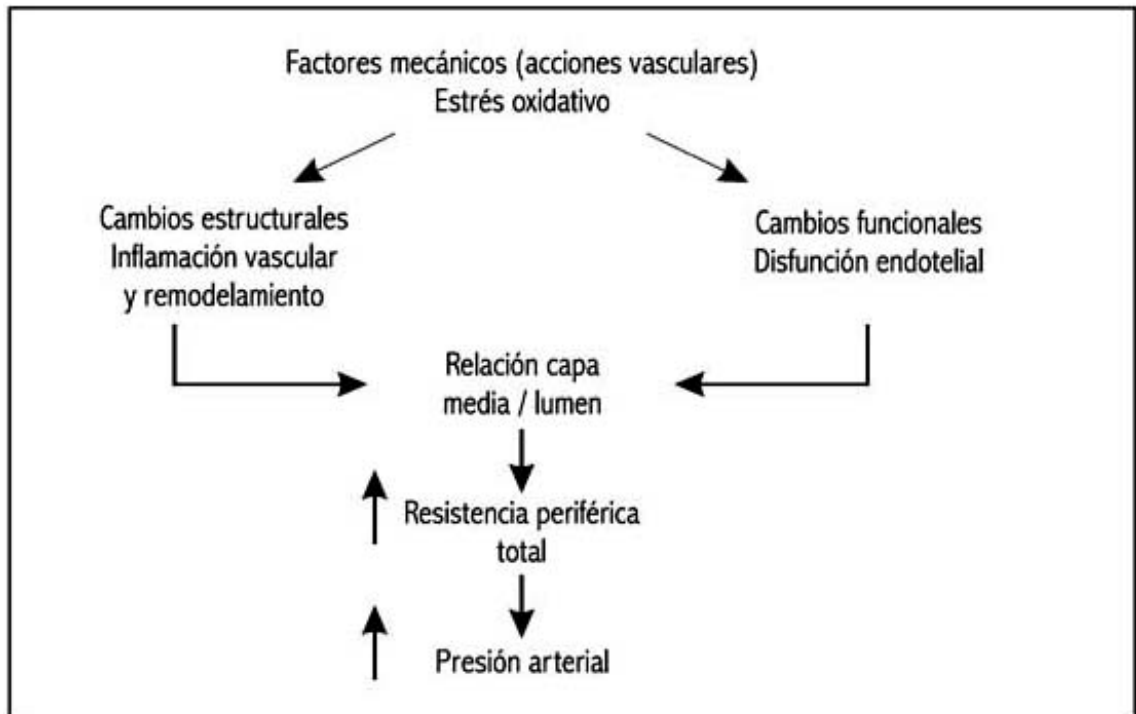 Factores mecánicos (acciones vasculares)
Estrés oxidativo
Cambios estructurales
Inflamación vascular
y remodelamiento
Cambios funcionales
Disfunción endotelial
Relación capa
media / lumen
Resistencia periférica
total
Presión arterial